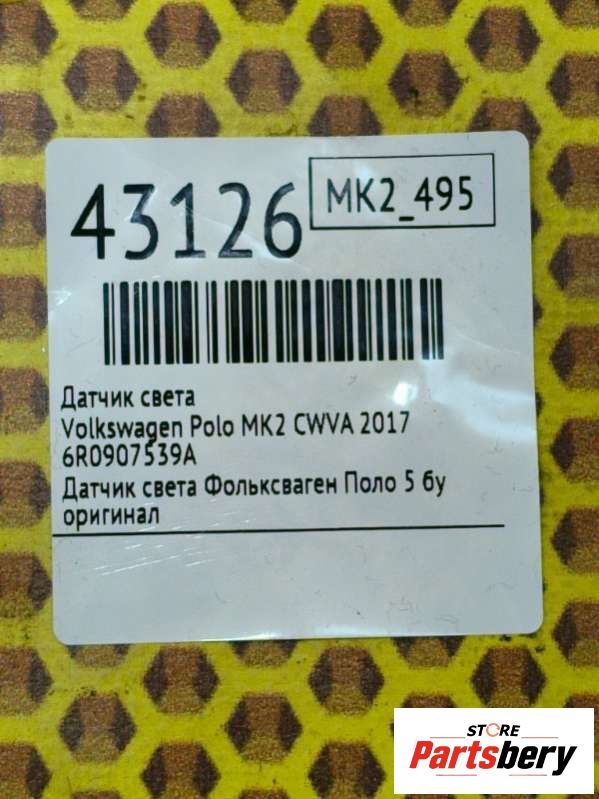 43126
MK2_495
Датчик света
Volkswagen Polo MK2 CWVA 2017
6R0907539A
Датчик света Фольксваген Поло 5 бу
оригинал
STORE
Partsbery